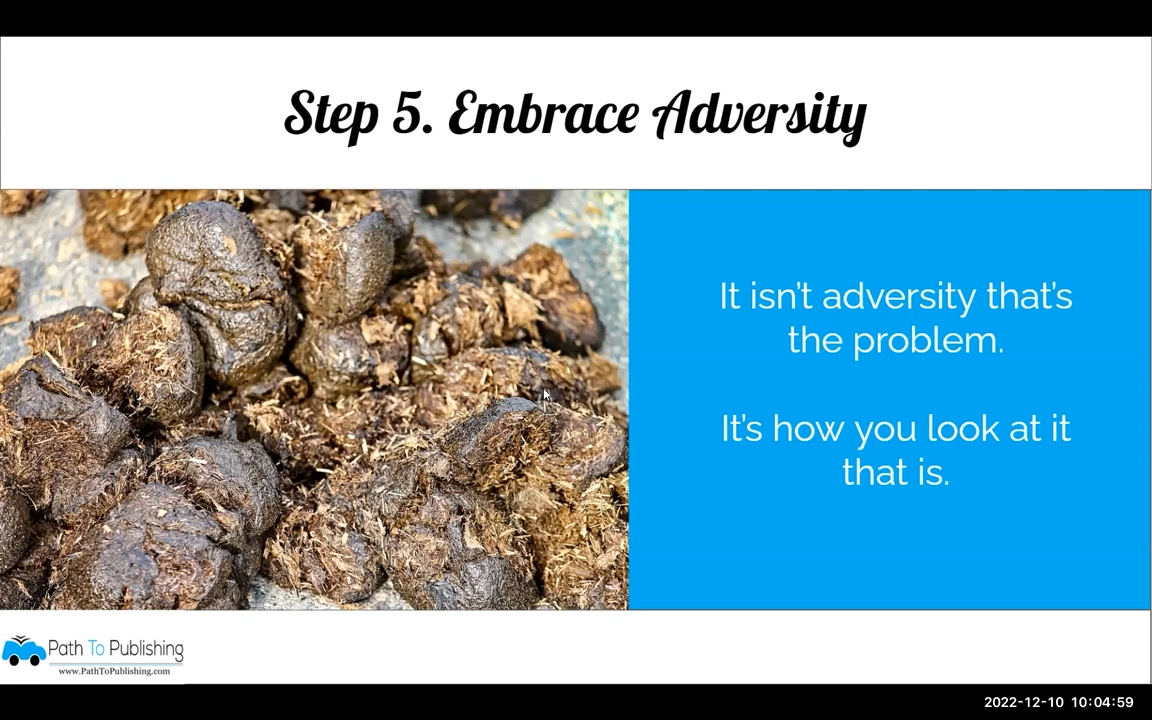 Step 5. Embrace Adversity
It isn't adversity that's
the problem.
It's how you look at it
that is.
Path To Publishing
www.PathToPublishing.com
2022-12-10 10:04:59